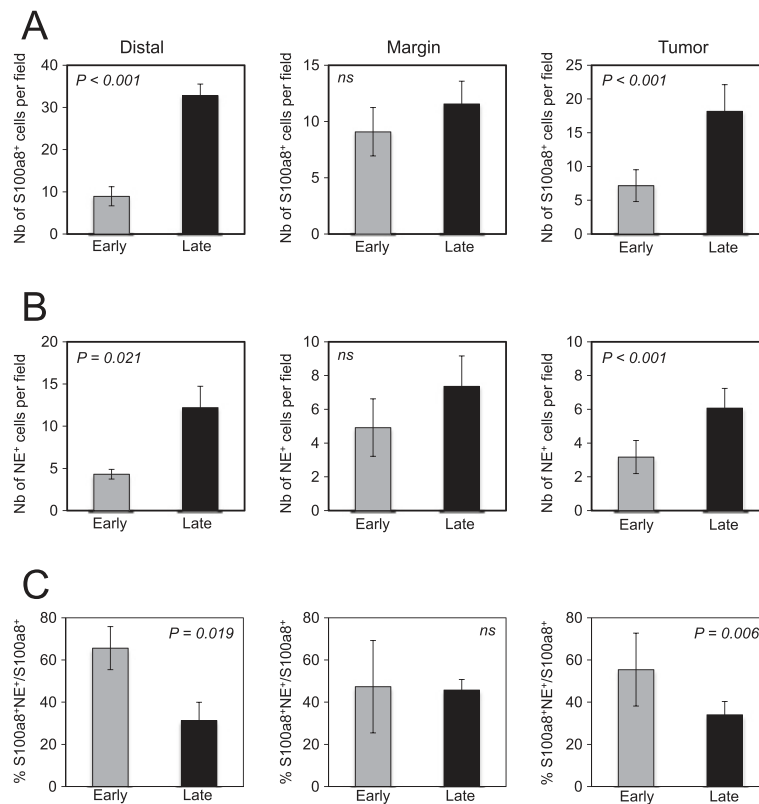 A
Distal
Margin
Tumor
Nb of S100a8⁺ cells per field
40
30
20
10
0
P < 0.001
Early
Late
Nb of S100a8⁺ cells per field
15
10
5
0
ns
Early
Late
Nb of S100a8⁺ cells per field
25
20
15
10
5
0
P < 0.001
Early
Late
B
Nb of NE⁺ cells per field
20
15
10
5
0
P = 0.021
Early
Late
Nb of NE⁺ cells per field
10
8
6
4
2
0
ns
Early
Late
Nb of NE⁺ cells per field
10
8
6
4
2
0
P < 0.001
Early
Late
C
% S100a8⁺NE⁺/S100a8⁺
80
60
40
20
0
P = 0.019
Early
Late
% S100a8⁺NE⁺/S100a8⁺
80
60
40
20
0
ns
Early
Late
% S100a8⁺NE⁺/S100a8⁺
80
60
40
20
0
P = 0.006
Early
Late